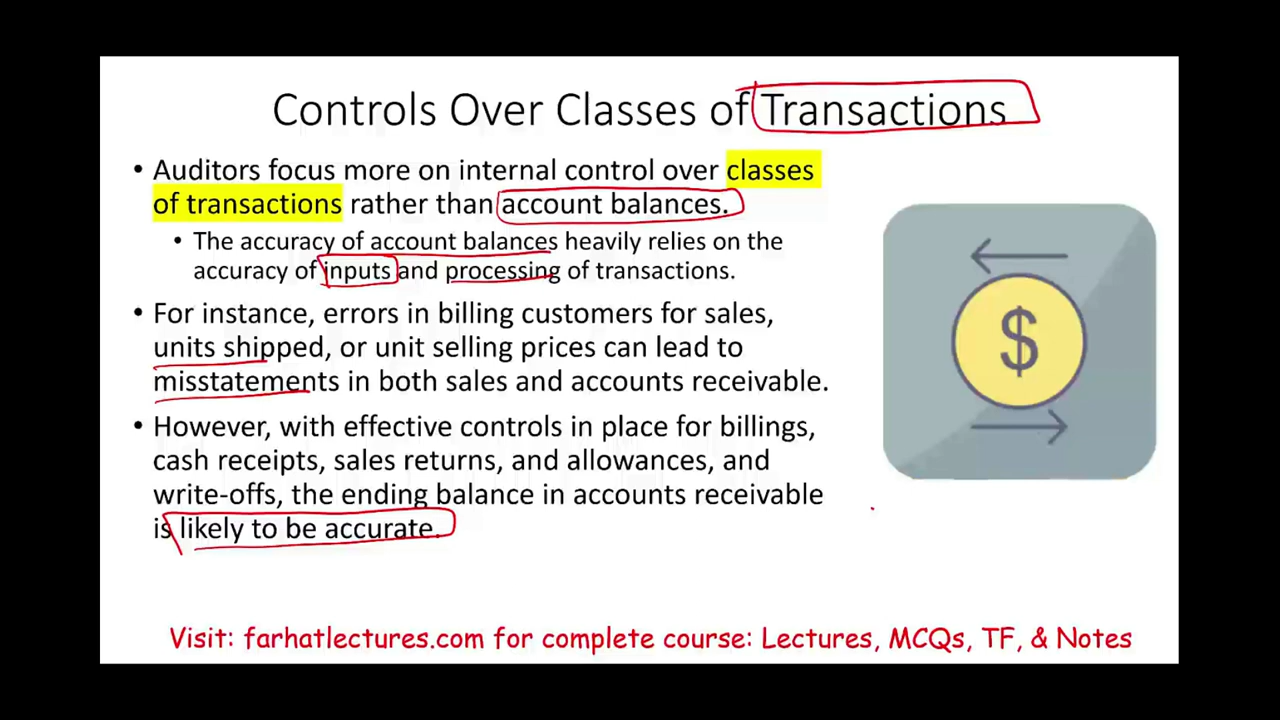 Controls Over Classes of Transactions
• Auditors focus more on internal control over classes
of transactions rather than account balances.
• The accuracy of account balances heavily relies on the
accuracy of inputs and processing of transactions.
• For instance, errors in billing customers for sales,
units shipped, or unit selling prices can lead to
misstatements in both sales and accounts receivable.
• However, with effective controls in place for billings,
cash receipts, sales returns, and allowances, and
write-offs, the ending balance in accounts receivable
is likely to be accurate.
$
Visit: farhatlectures.com for complete course: Lectures, MCQs, TF, & Notes